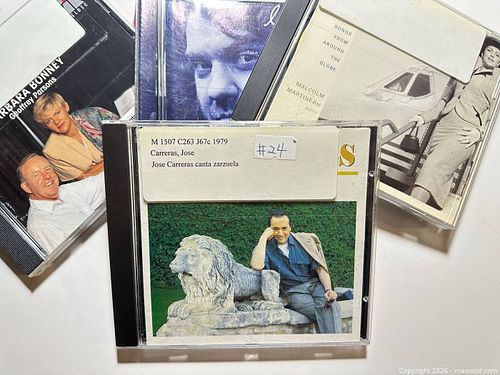 BARBARA BONNEY
Geoffrey Parsons
SONGS
FROM
AROUND
THE
GLOBE
MALCOLM
MARTINEAU
M 1507 C263 J67c 1979
Carreras, Jose
Jose Carreras canta zarzuela
#24
S
Copyright 2026 - maxsold.com